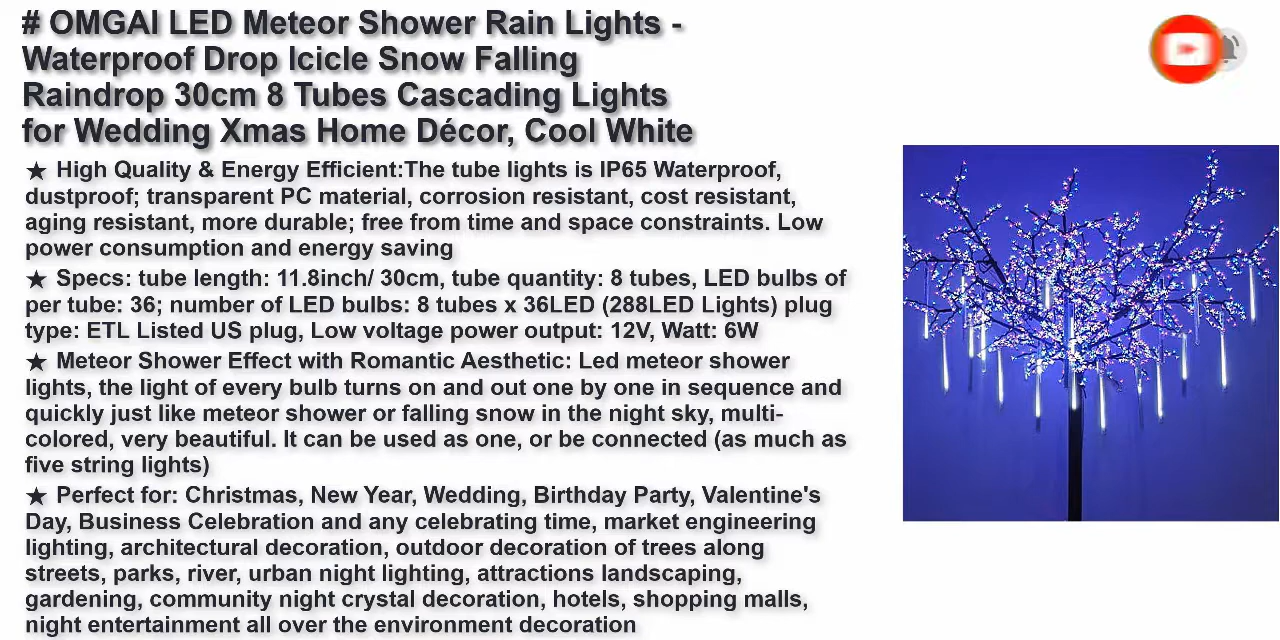 # OMGAI LED Meteor Shower Rain Lights -
Waterproof Drop Icicle Snow Falling
Raindrop 30cm 8 Tubes Cascading Lights
for Wedding Xmas Home Décor, Cool White
★ High Quality & Energy Efficient:The tube lights is IP65 Waterproof,
dustproof; transparent PC material, corrosion resistant, cost resistant,
aging resistant, more durable; free from time and space constraints. Low
power consumption and energy saving
★ Specs: tube length: 11.8inch/ 30cm, tube quantity: 8 tubes, LED bulbs of
per tube: 36; number of LED bulbs: 8 tubes x 36LED (288LED Lights) plug
type: ETL Listed US plug, Low voltage power output: 12V, Watt: 6W
★ Meteor Shower Effect with Romantic Aesthetic: Led meteor shower
lights, the light of every bulb turns on and out one by one in sequence and
quickly just like meteor shower or falling snow in the night sky, multi-
colored, very beautiful. It can be used as one, or be connected (as much as
five string lights)
★ Perfect for: Christmas, New Year, Wedding, Birthday Party, Valentine's
Day, Business Celebration and any celebrating time, market engineering
lighting, architectural decoration, outdoor decoration of trees along
streets, parks, river, urban night lighting, attractions landscaping,
gardening, community night crystal decoration, hotels, shopping malls,
night entertainment all over the environment decoration